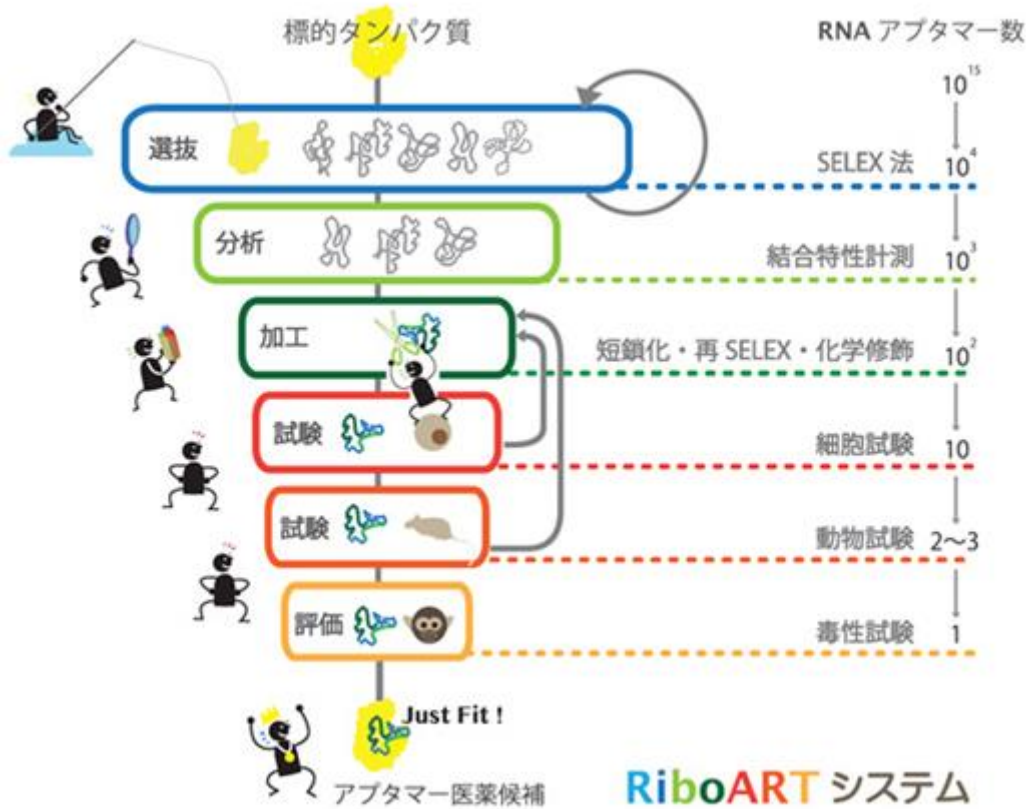 標的タンパク質
RNA アプタマー数
10^15
選抜
SELEX 法 10^4
分析
結合特性計測 10^3
加工
短鎖化・再 SELEX・化学修飾 10^2
試験
細胞試験 10
試験
動物試験 2〜3
評価
毒性試験 1
Just Fit !
アプタマー医薬候補
RiboART システム